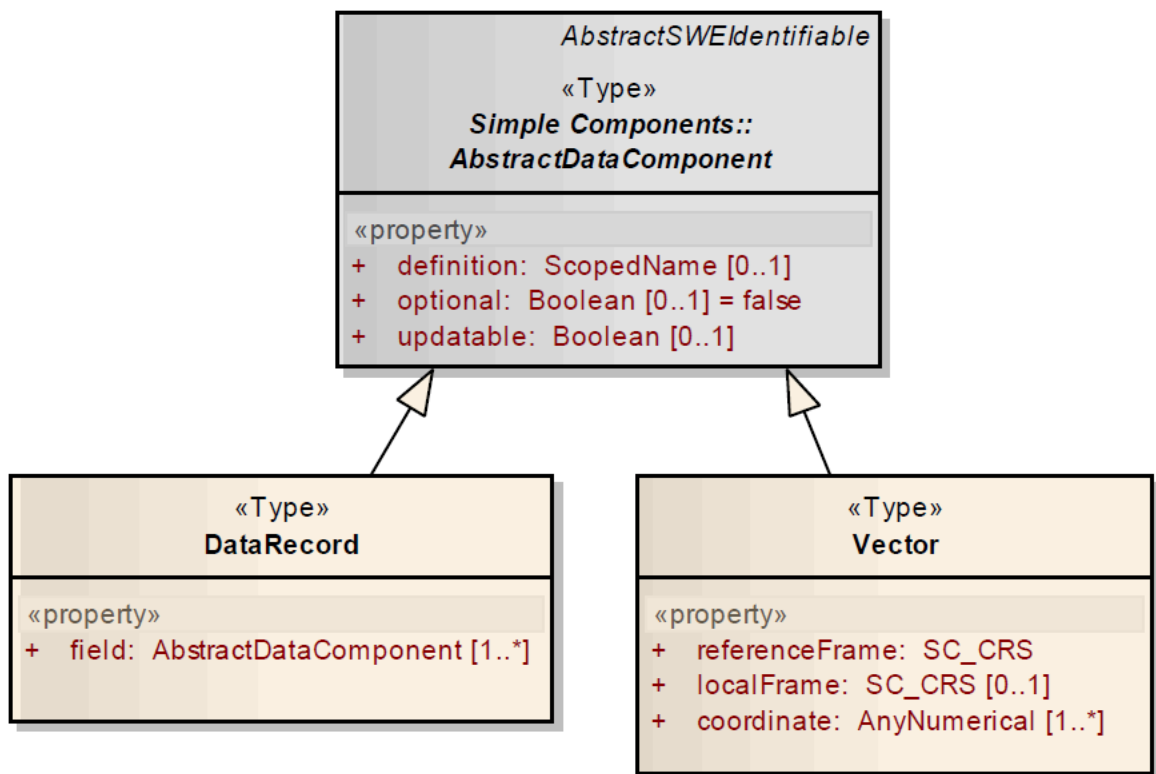 AbstractSWEIdentifiable
«Type»
Simple Components::
AbstractDataComponent
«property»
+ definition: ScopedName [0..1]
+ optional: Boolean [0..1] = false
+ updatable: Boolean [0..1]
«Type»
DataRecord
«property»
+ field: AbstractDataComponent [1..*]
«Type»
Vector
«property»
+ referenceFrame: SC_CRS
+ localFrame: SC_CRS [0..1]
+ coordinate: AnyNumerical [1..*]